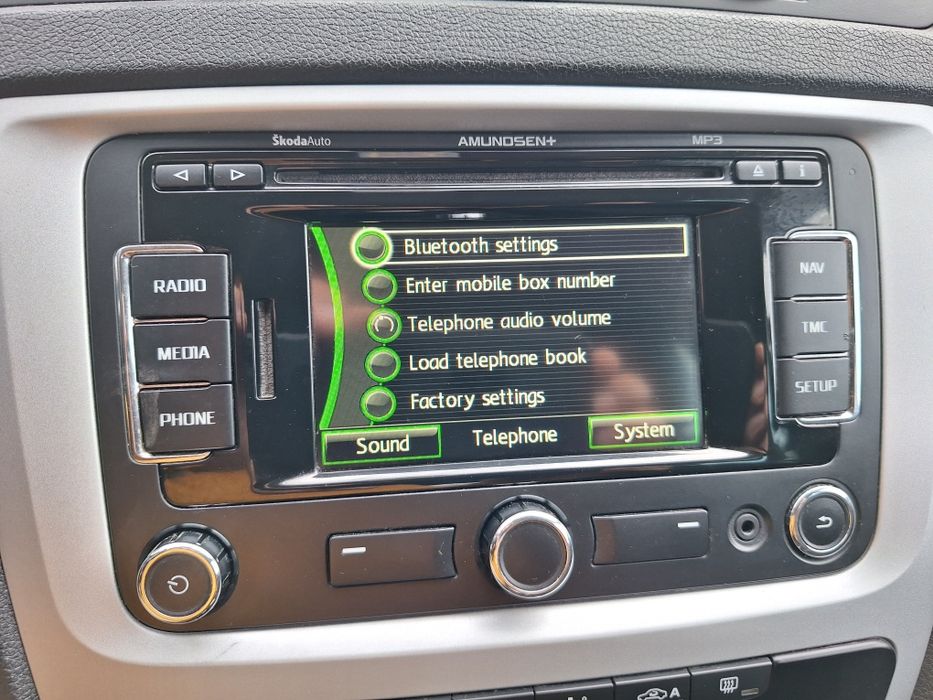 ŠkodaAuto
AMUNDSEN+
MP3
i
Bluetooth settings
Enter mobile box number
Telephone audio volume
Load telephone book
Factory settings
Sound
Telephone
System
RADIO
MEDIA
PHONE
NAV
TMC
SETUP
A